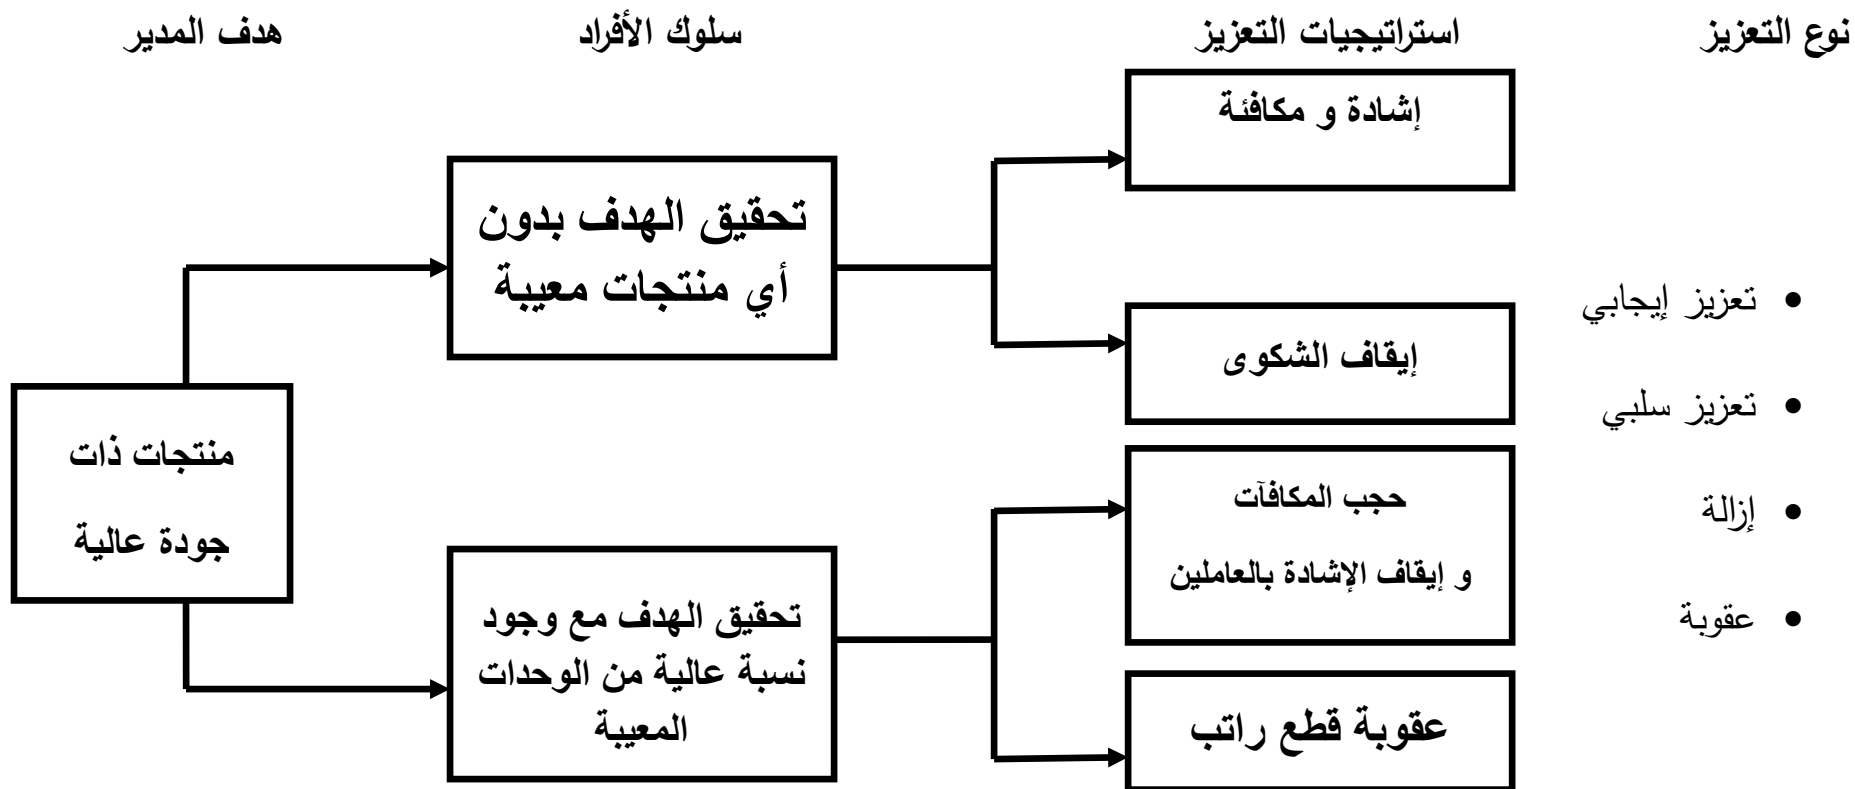 نوع التعزيز
استراتيجيات التعزيز
سلوك الأفراد
هدف المدير
إشادة و مكافئة
تحقيق الهدف بدون
أي منتجات معيبة
• تعزيز إيجابي
إيقاف الشكوى
• تعزيز سلبي
منتجات ذات
جودة عالية
حجب المكافآت
و إيقاف الإشادة بالعاملين
• إزالة
تحقيق الهدف مع وجود
نسبة عالية من الوحدات
المعيبة
• عقوبة
عقوبة قطع راتب